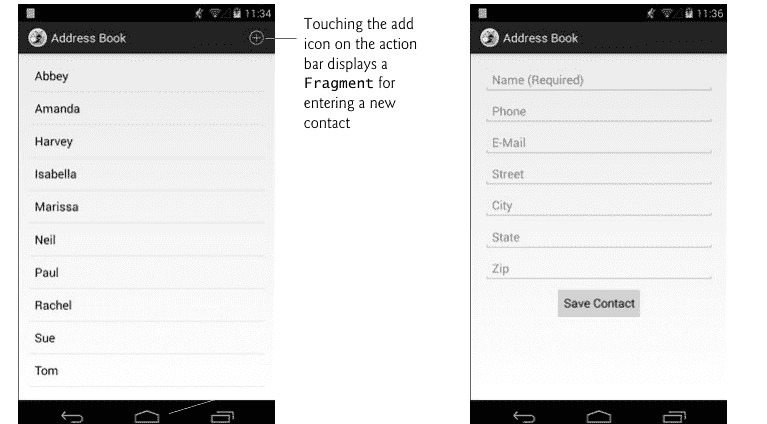 11:34
Address Book
Abbey
Amanda
Harvey
Isabella
Marissa
Neil
Paul
Rachel
Sue
Tom
Touching the add
icon on the action
bar displays a
Fragment for
entering a new
contact
11:36
Address Book
Name (Required)
Phone
E-Mail
Street
City
State
Zip
Save Contact